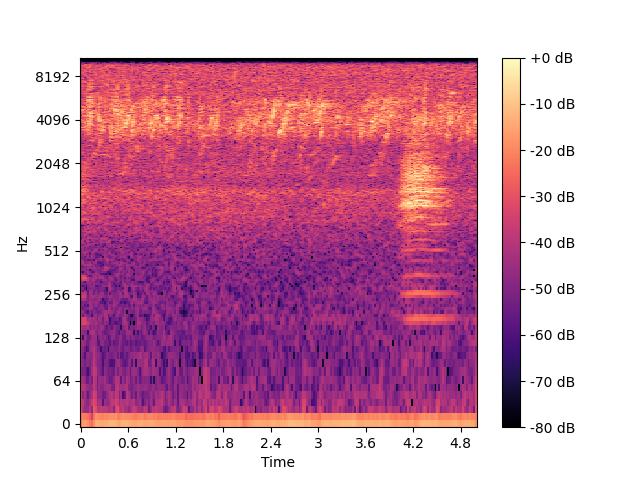 8192
4096
2048
1024
512
256
128
64
0
Hz
0
0.6
1.2
1.8
2.4
3
3.6
4.2
4.8
Time
+0 dB
-10 dB
-20 dB
-30 dB
-40 dB
-50 dB
-60 dB
-70 dB
-80 dB